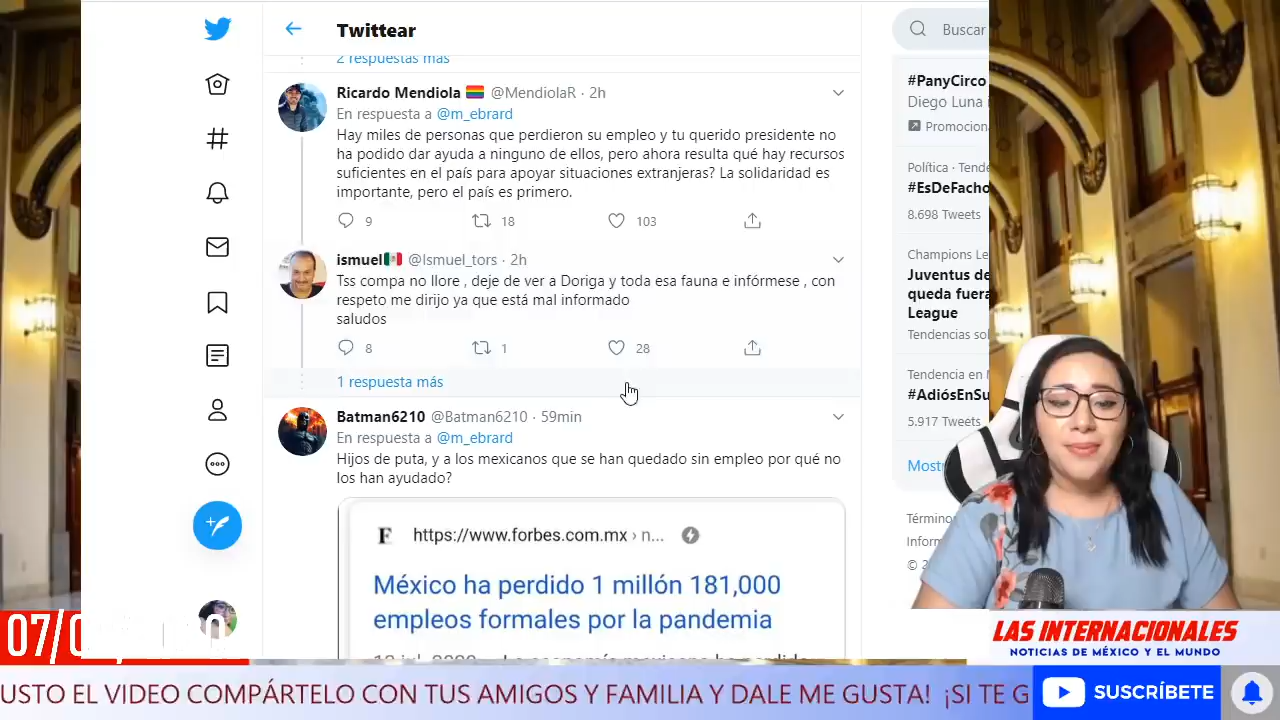 Twittear
2 respuestas más
Ricardo Mendiola @MendiolaR · 2h
En respuesta a @m_ebrard
Hay miles de personas que perdieron su empleo y tu querido presidente no
ha podido dar ayuda a ninguno de ellos, pero ahora resulta qué hay recursos
suficientes en el país para apoyar situaciones extranjeras? La solidaridad es
importante, pero el país es primero.
9 18 103
ismuel @Ismuel_tors · 2h
Tss compa no llore , deje de ver a Doriga y toda esa fauna e infórmese , con
respeto me dirijo ya que está mal informado
saludos
8 1 28
1 respuesta más
Batman6210 @Batman6210 · 59min
En respuesta a @m_ebrard
Hijos de puta, y a los mexicanos que se han quedado sin empleo por qué no
los han ayudado?
F https://www.forbes.com.mx › n...
México ha perdido 1 millón 181,000
empleos formales por la pandemia
Buscar
#PanyCirco
Diego Luna
Promociona
Política · Tende
#EsDeFacho
8.698 Tweets
Champions Le
Juventus de
queda fuera
League
Tendencias so
Tendencia en
#AdiósEnSu
5.917 Tweets
Most
Término
Inform
© 2
07/0
LAS INTERNACIONALES
NOTICIAS DE MÉXICO Y EL MUNDO
USTO EL VIDEO COMPÁRTELO CON TUS AMIGOS Y FAMILIA Y DALE ME GUSTA! ¡SI TE G
SUSCRÍBETE